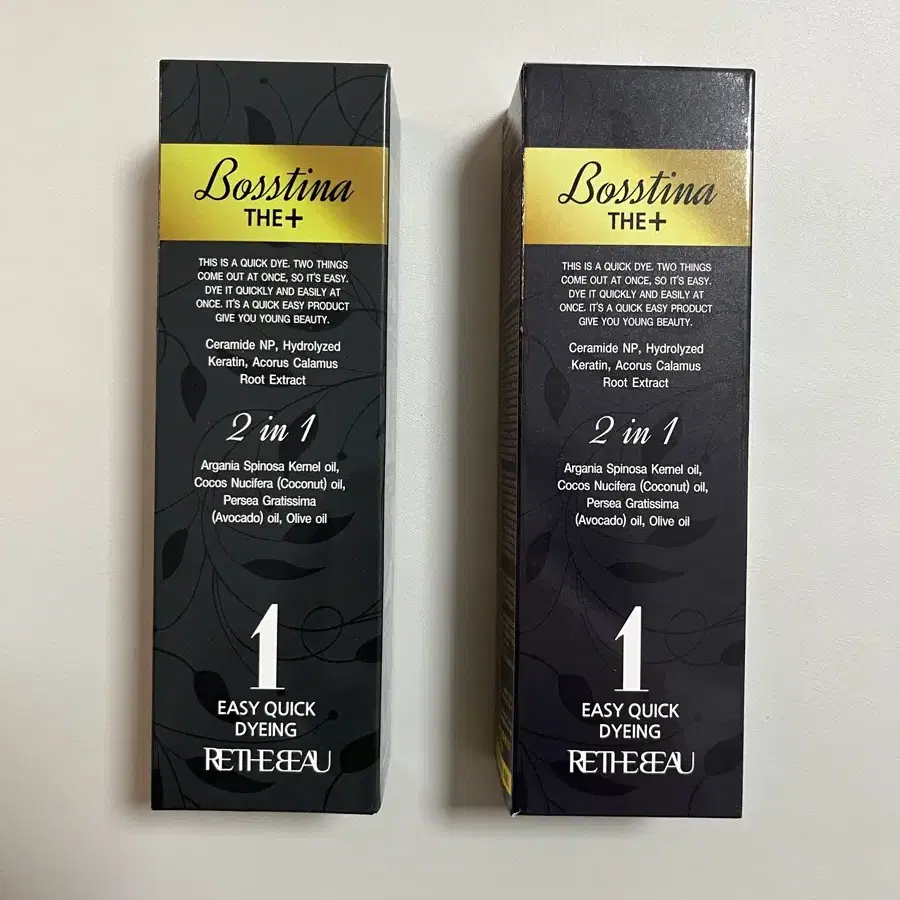 Bosstina
THE+
THIS IS A QUICK DYE. TWO THINGS
COME OUT AT ONCE, SO IT'S EASY.
DYE IT QUICKLY AND EASILY AT
ONCE. IT'S A QUICK EASY PRODUCT
GIVE YOU YOUNG BEAUTY.
Ceramide NP, Hydrolyzed
Keratin, Acorus Calamus
Root Extract
2 in 1
Argania Spinosa Kernel oil,
Cocos Nucifera (Coconut) oil,
Persea Gratissima
(Avocado) oil, Olive oil
1
EASY QUICK
DYEING
RETHEBEAU
Bosstina
THE+
THIS IS A QUICK DYE. TWO THINGS
COME OUT AT ONCE, SO IT'S EASY.
DYE IT QUICKLY AND EASILY AT
ONCE. IT'S A QUICK EASY PRODUCT
GIVE YOU YOUNG BEAUTY.
Ceramide NP, Hydrolyzed
Keratin, Acorus Calamus
Root Extract
2 in 1
Argania Spinosa Kernel oil,
Cocos Nucifera (Coconut) oil,
Persea Gratissima
(Avocado) oil, Olive oil
1
EASY QUICK
DYEING
RETHEBEAU